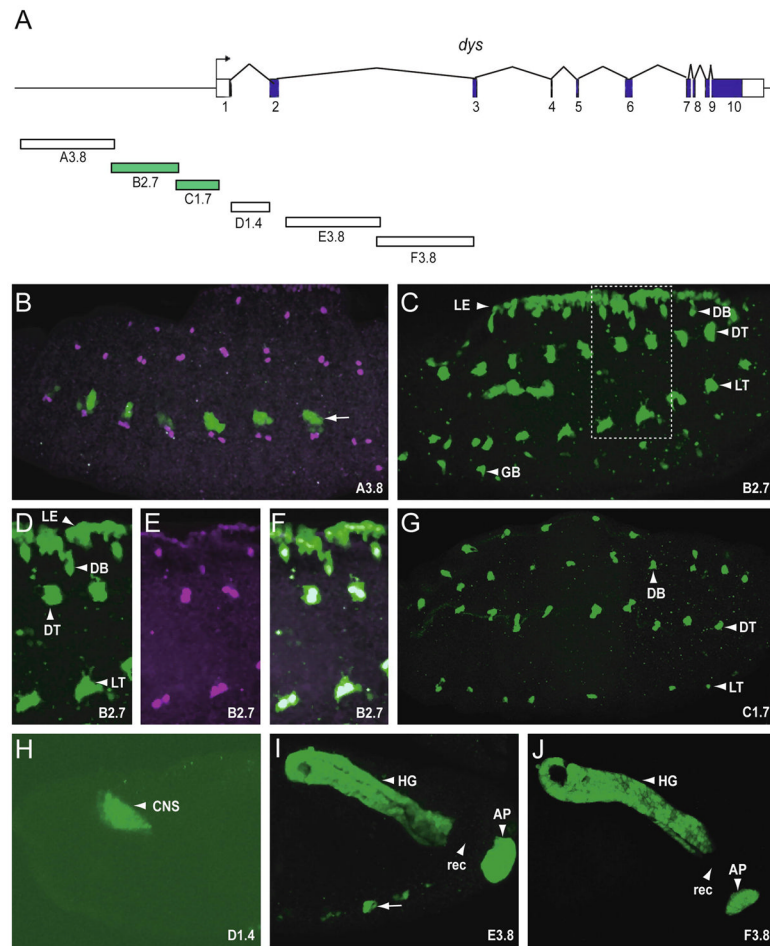 A
dys
1 2 3 4 5 6 7 8 9 10
A3.8
B2.7
C1.7
D1.4
E3.8
F3.8
B
A3.8
C
LE
DB
DT
LT
GB
B2.7
D
LE
DB
DT
LT
B2.7
E
B2.7
F
B2.7
G
DB
DT
LT
C1.7
H
CNS
D1.4
I
HG
AP
rec
E3.8
J
HG
rec
AP
F3.8